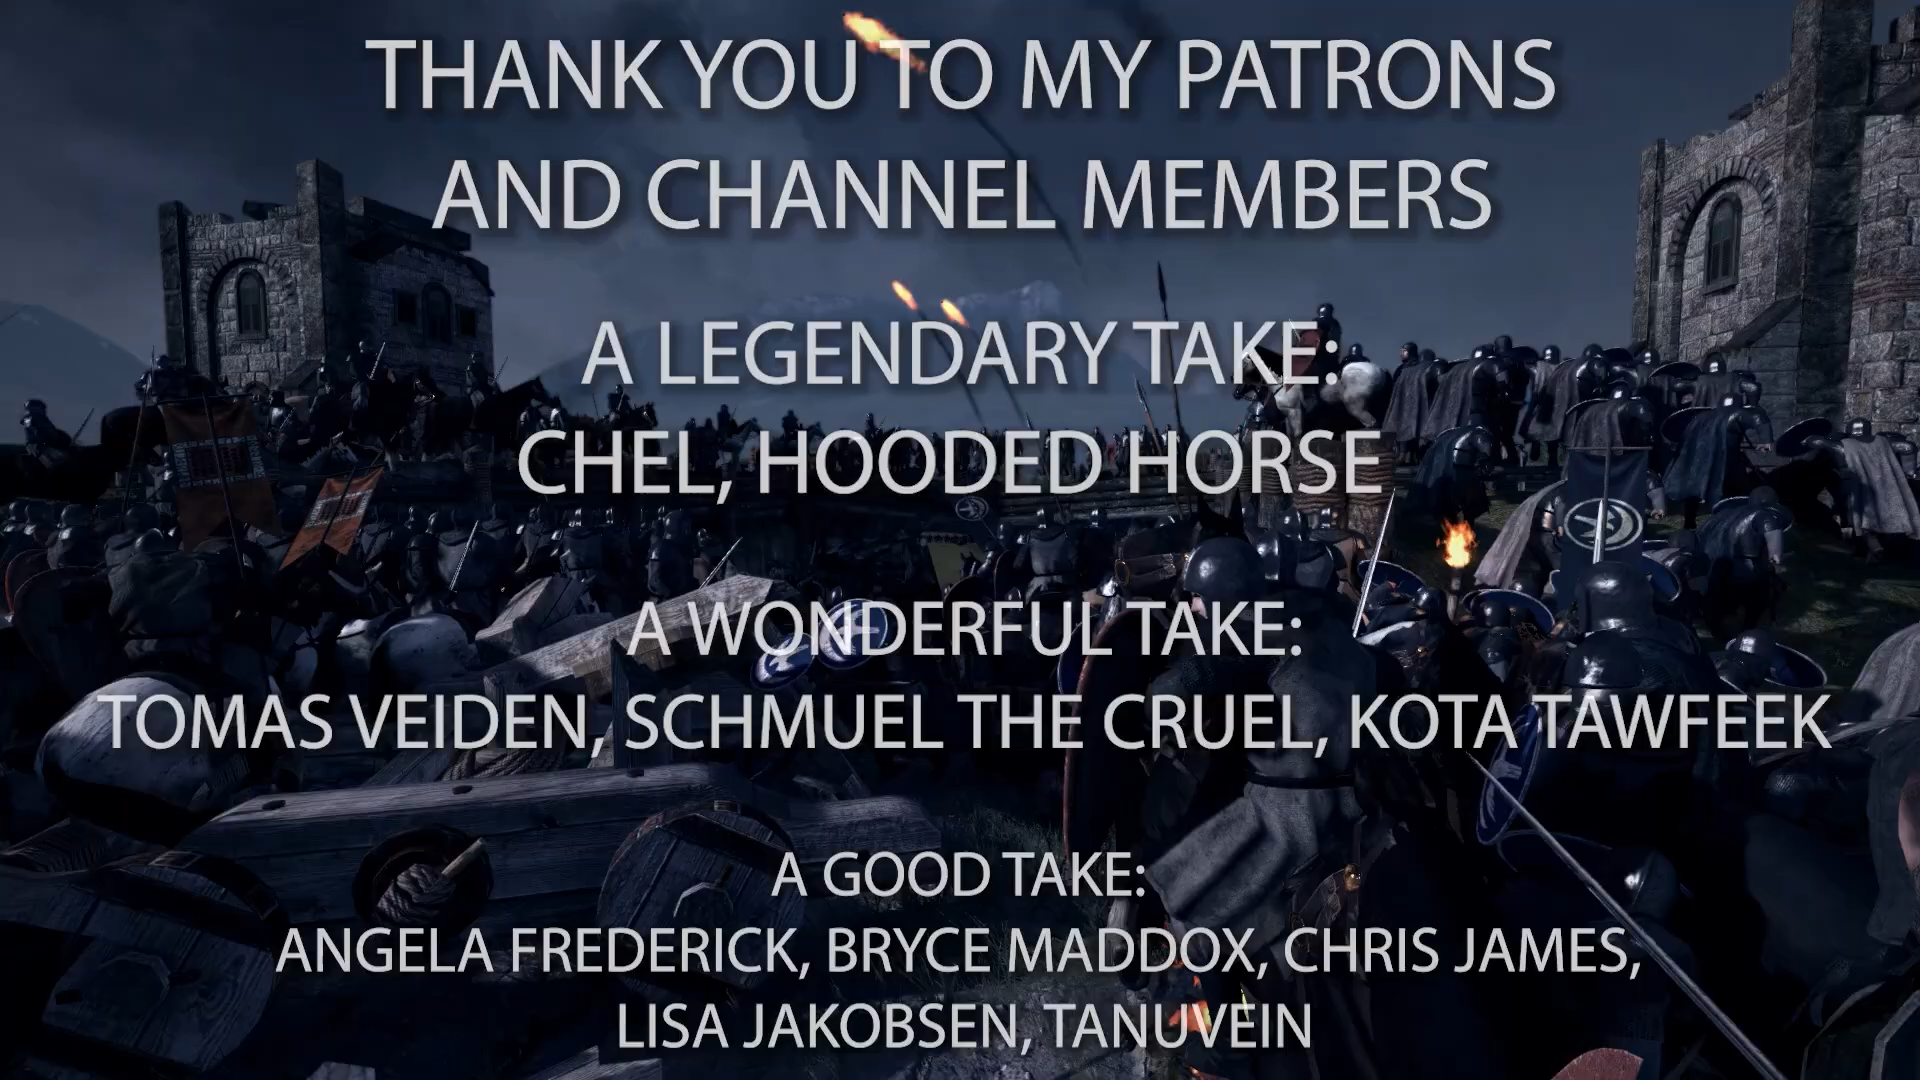 THANK YOU TO MY PATRONS
AND CHANNEL MEMBERS
A LEGENDARY TAKE:
CHEL, HOODED HORSE
A WONDERFUL TAKE:
TOMAS VEIDEN, SCHMUEL THE CRUEL, KOTA TAWFEEK
A GOOD TAKE:
ANGELA FREDERICK, BRYCE MADDOX, CHRIS JAMES,
LISA JAKOBSEN, TANUVEIN